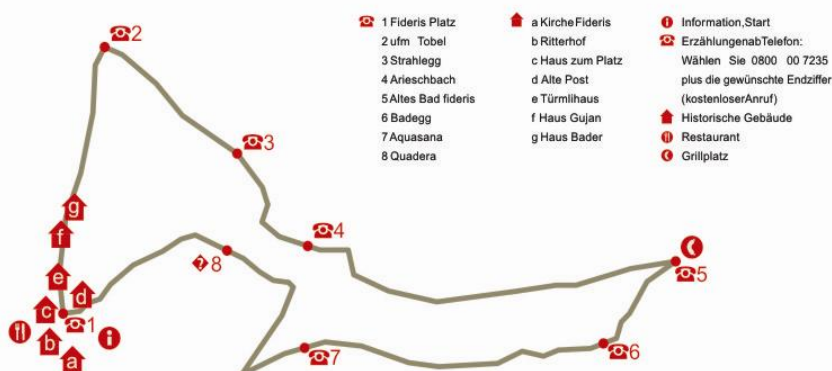 1 Fideris Platz
2 ufm Tobel
3 Strahlegg
4 Arieschbach
5 Altes Bad fideris
6 Badegg
7 Aquasana
8 Quadera
a Kirche Fideris
b Ritterhof
c Haus zum Platz
d Alte Post
e Türmlihaus
f Haus Gujan
g Haus Bader
Information,Start
ErzählungenabTelefon:
Wählen Sie 0800 00 7235
plus die gewünschte Endziffer
(kostenloserAnruf)
Historische Gebäude
Restaurant
Grillplatz
2
3
g
f
4
? 8
5
e
d
c
1
i
b
a
7
6